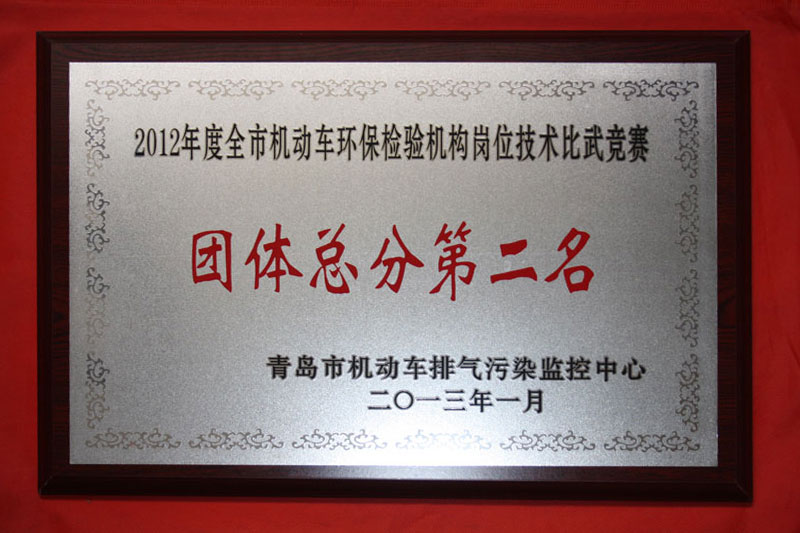 2012年度全市机动车环保检验机构岗位技术比武竞赛
团体总分第二名
青岛市机动车排气污染监控中心
二〇一三年一月